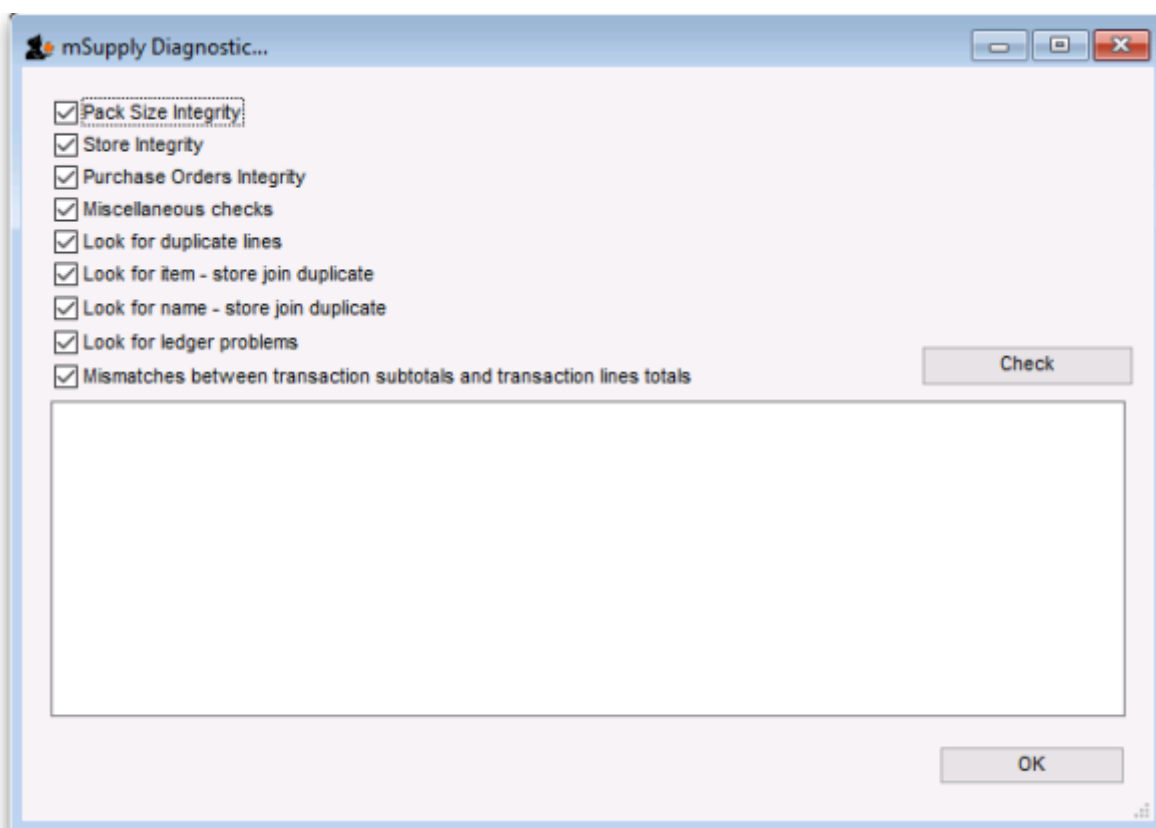 mSupply Diagnostic...
Pack Size Integrity
Store Integrity
Purchase Orders Integrity
Miscellaneous checks
Look for duplicate lines
Look for item - store join duplicate
Look for name - store join duplicate
Look for ledger problems
Mismatches between transaction subtotals and transaction lines totals
Check
OK